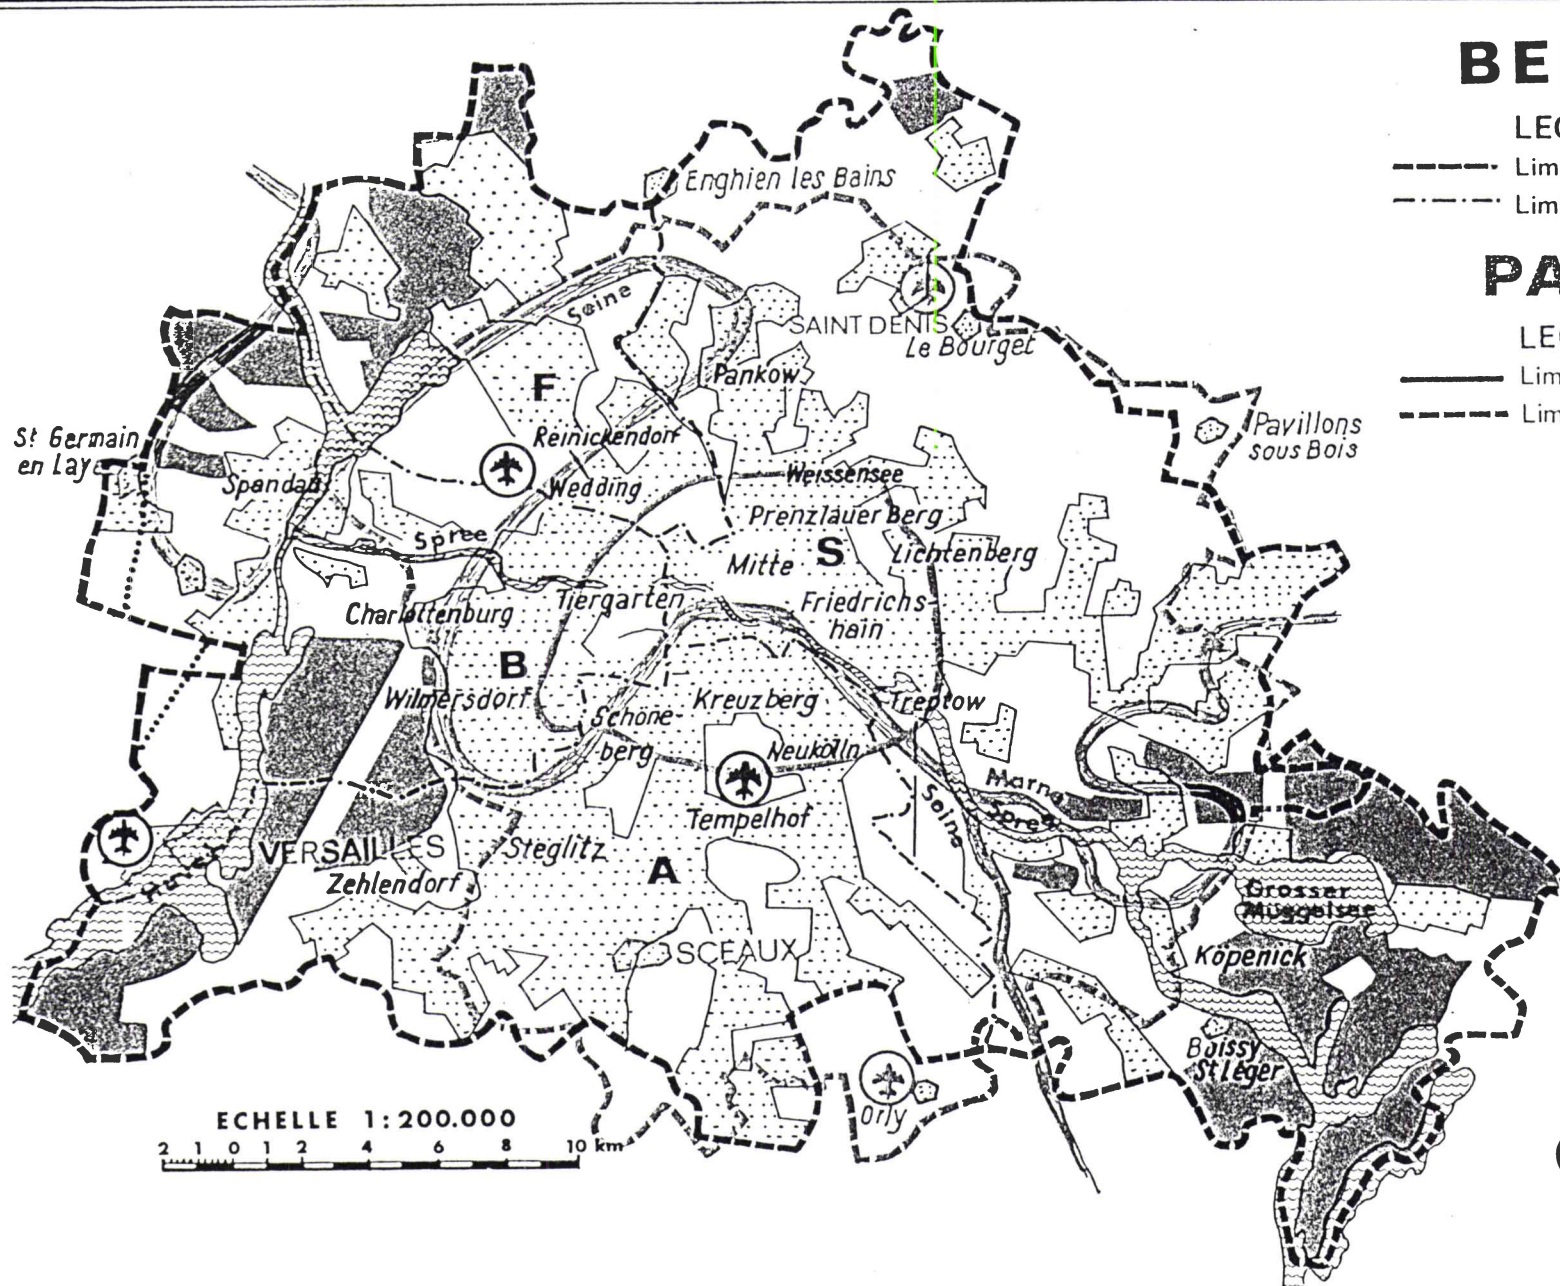 BE
LEG
Lim
Lim
PA
LEG
Lim
Lim
Enghien les Bains
Seine
SAINT DENIS
Le Bourget
Pankow
F
Reinickendorf
St Germain
en Laye
Pavillons
sous Bois
Spandau
Wedding
Weissensee
Prenzlauer Berg
Spree
Mitte
S
Lichtenberg
Tiergarten
Charlottenburg
Friedrichs-
hain
B
Wilmersdorf
Schöne-
berg
Kreuzberg
Treptow
Neukölln
Tempelhof
Marne
Spree
Seine
VERSAILLES
Zehlendorf
Steglitz
A
Havel
Grosser
Müggelsee
SCEAUX
Köpenick
Boissy
St Léger
Orly
ECHELLE 1:200.000
2 1 0 1 2 4 6 8 10 km